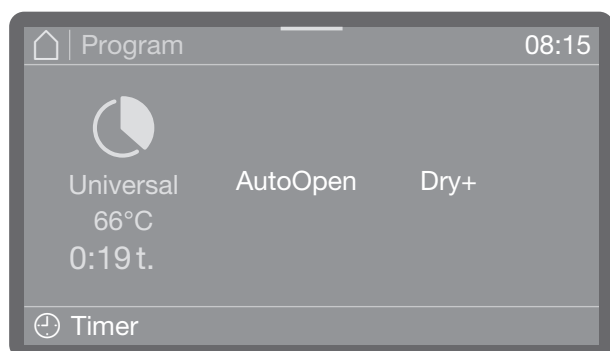 Program 08:15
Universal AutoOpen Dry+
66°C
0:19 t.
Timer